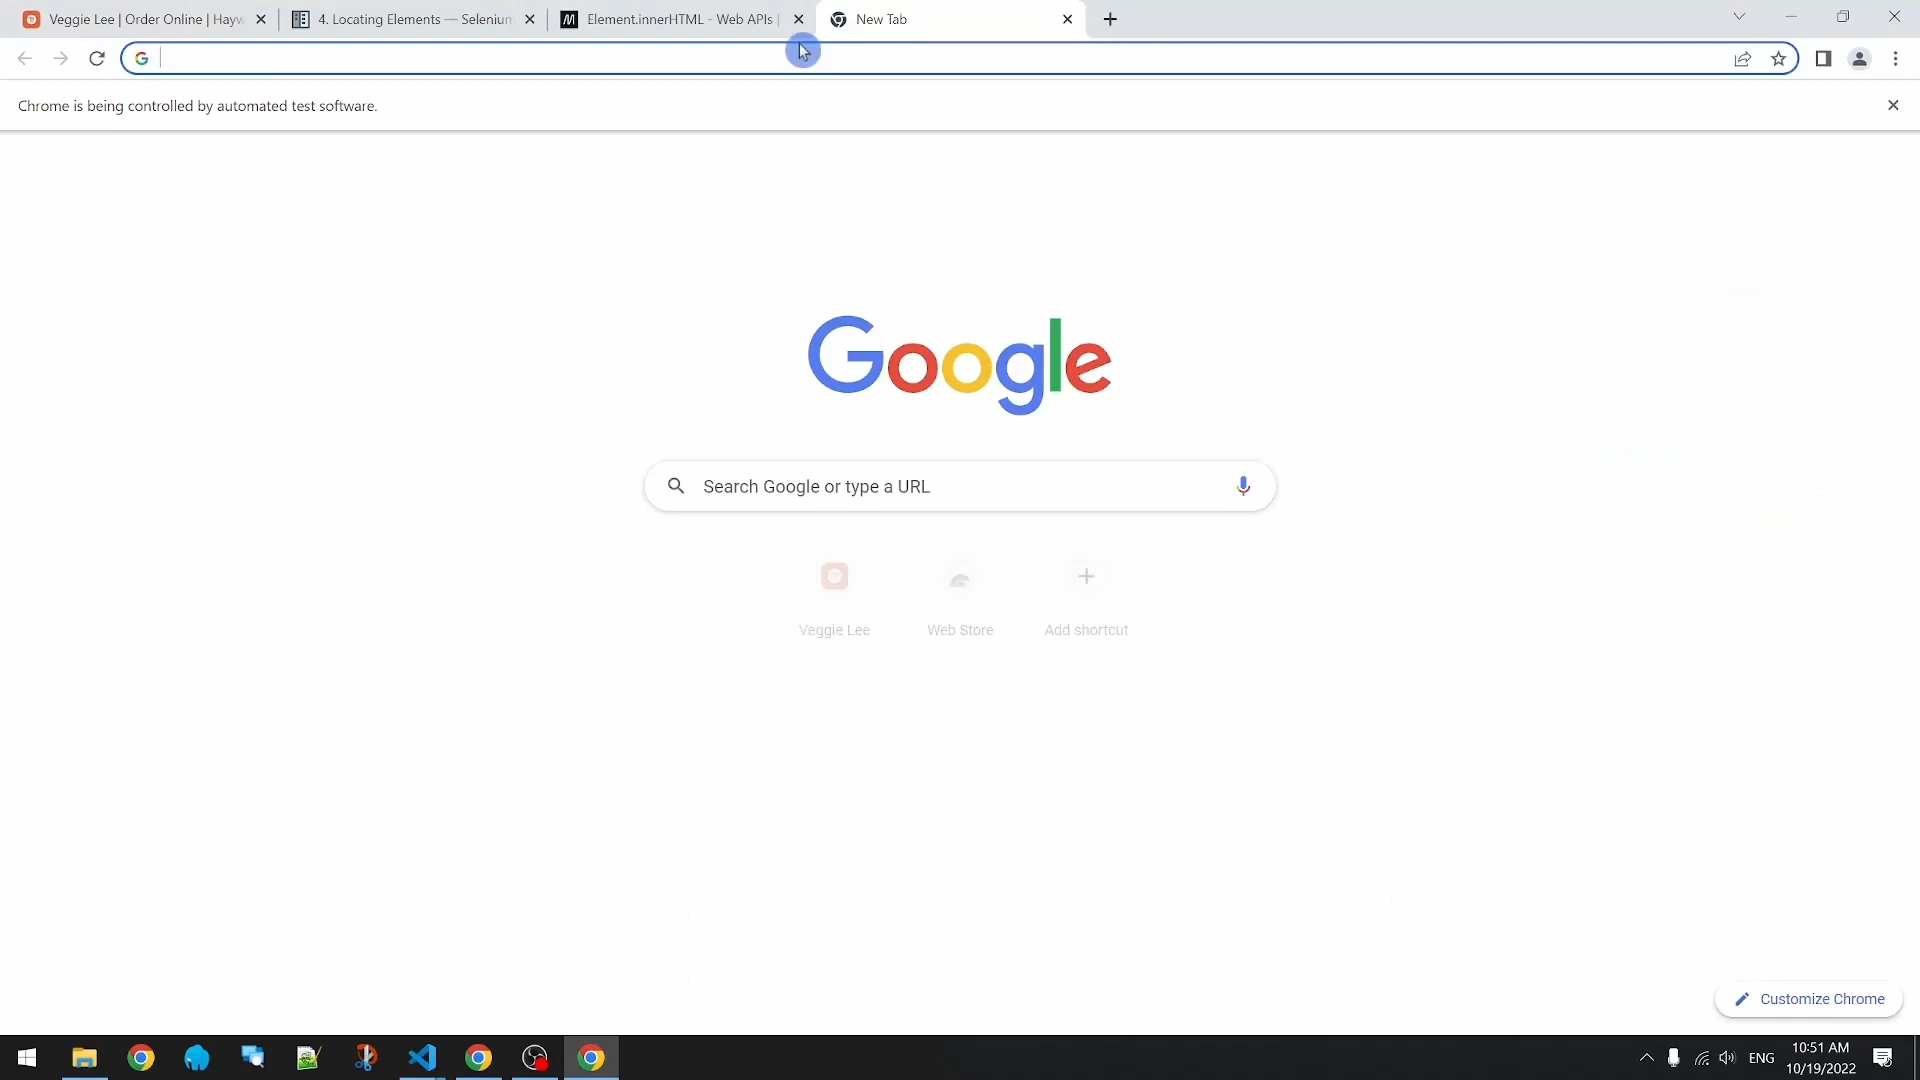 Veggie Lee | Order Online | Hayw
4. Locating Elements — Selenium
Element.innerHTML - Web APIs |
New Tab
Chrome is being controlled by automated test software.
Google
Search Google or type a URL
Veggie Lee
Web Store
Add shortcut
Customize Chrome
ENG
10:51 AM
10/19/2022